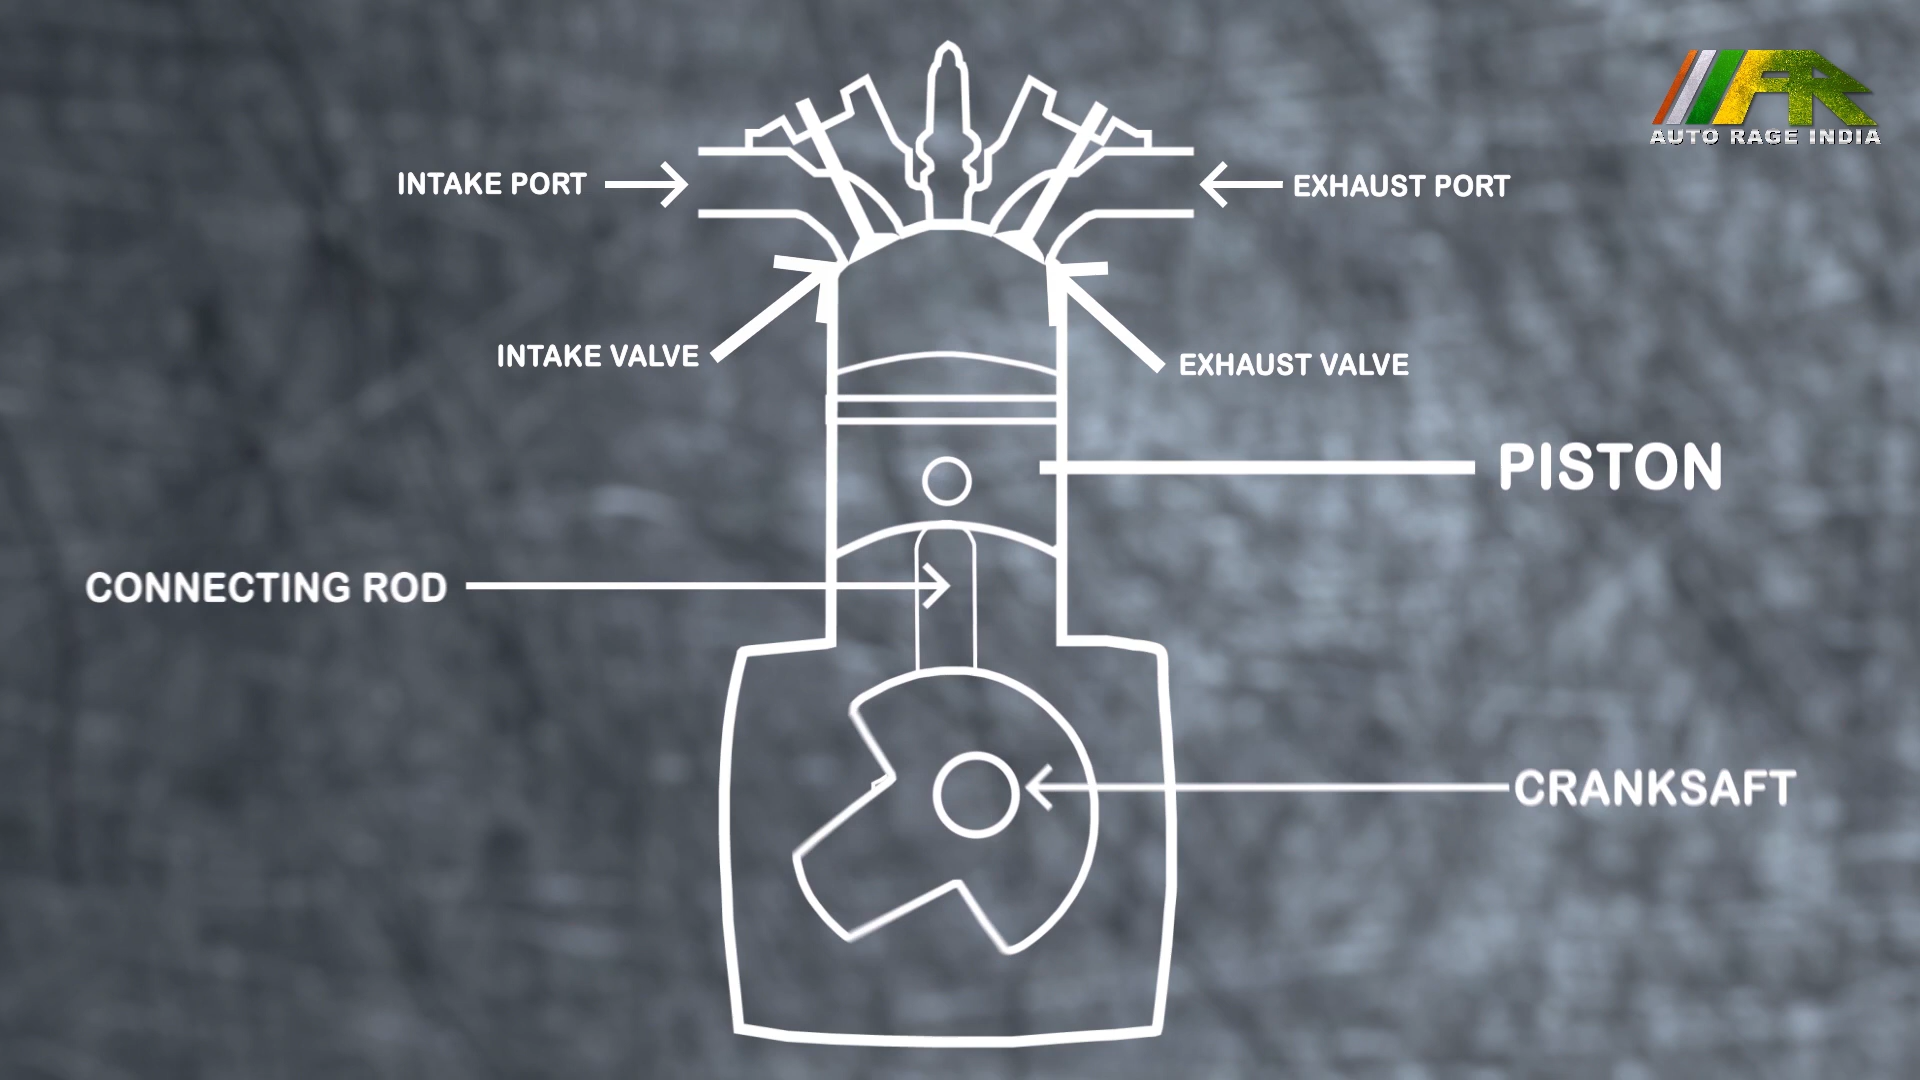 AUTO RAGE INDIA
INTAKE PORT
EXHAUST PORT
INTAKE VALVE
EXHAUST VALVE
PISTON
CONNECTING ROD
CRANKSAFT